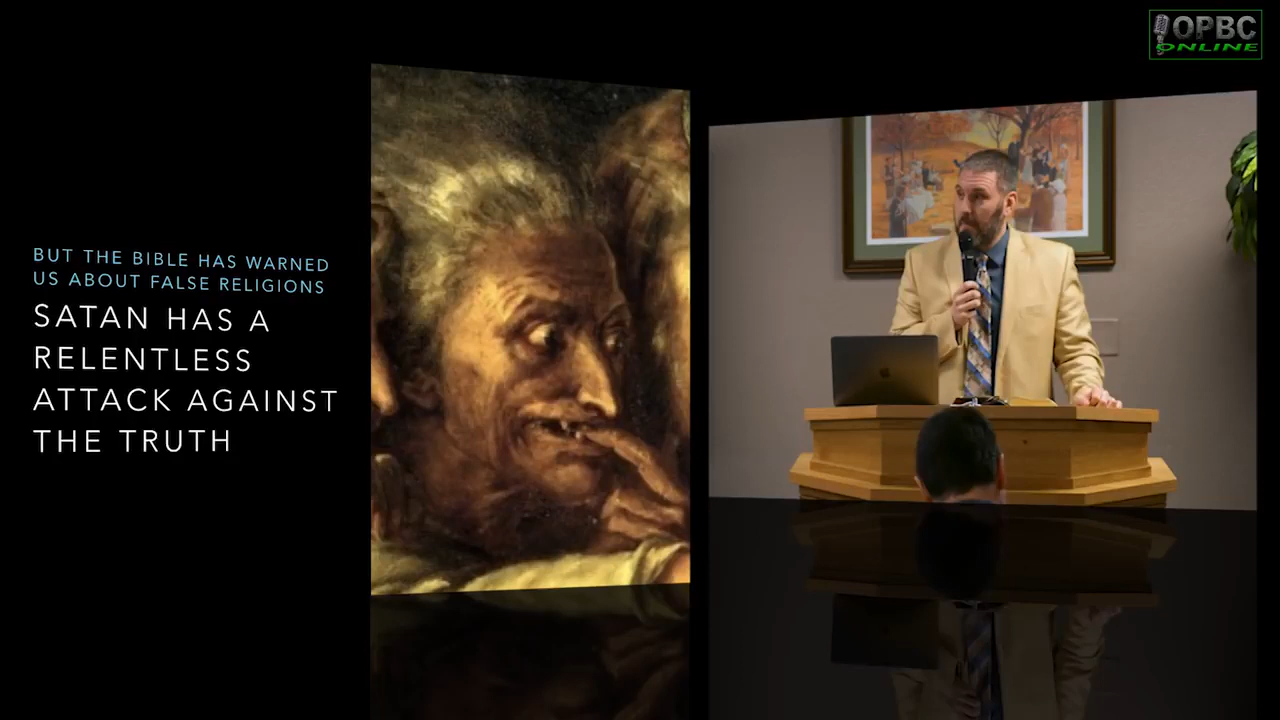 OPBC
ONLINE
BUT THE BIBLE HAS WARNED
US ABOUT FALSE RELIGIONS
SATAN HAS A
RELENTLESS
ATTACK AGAINST
THE TRUTH